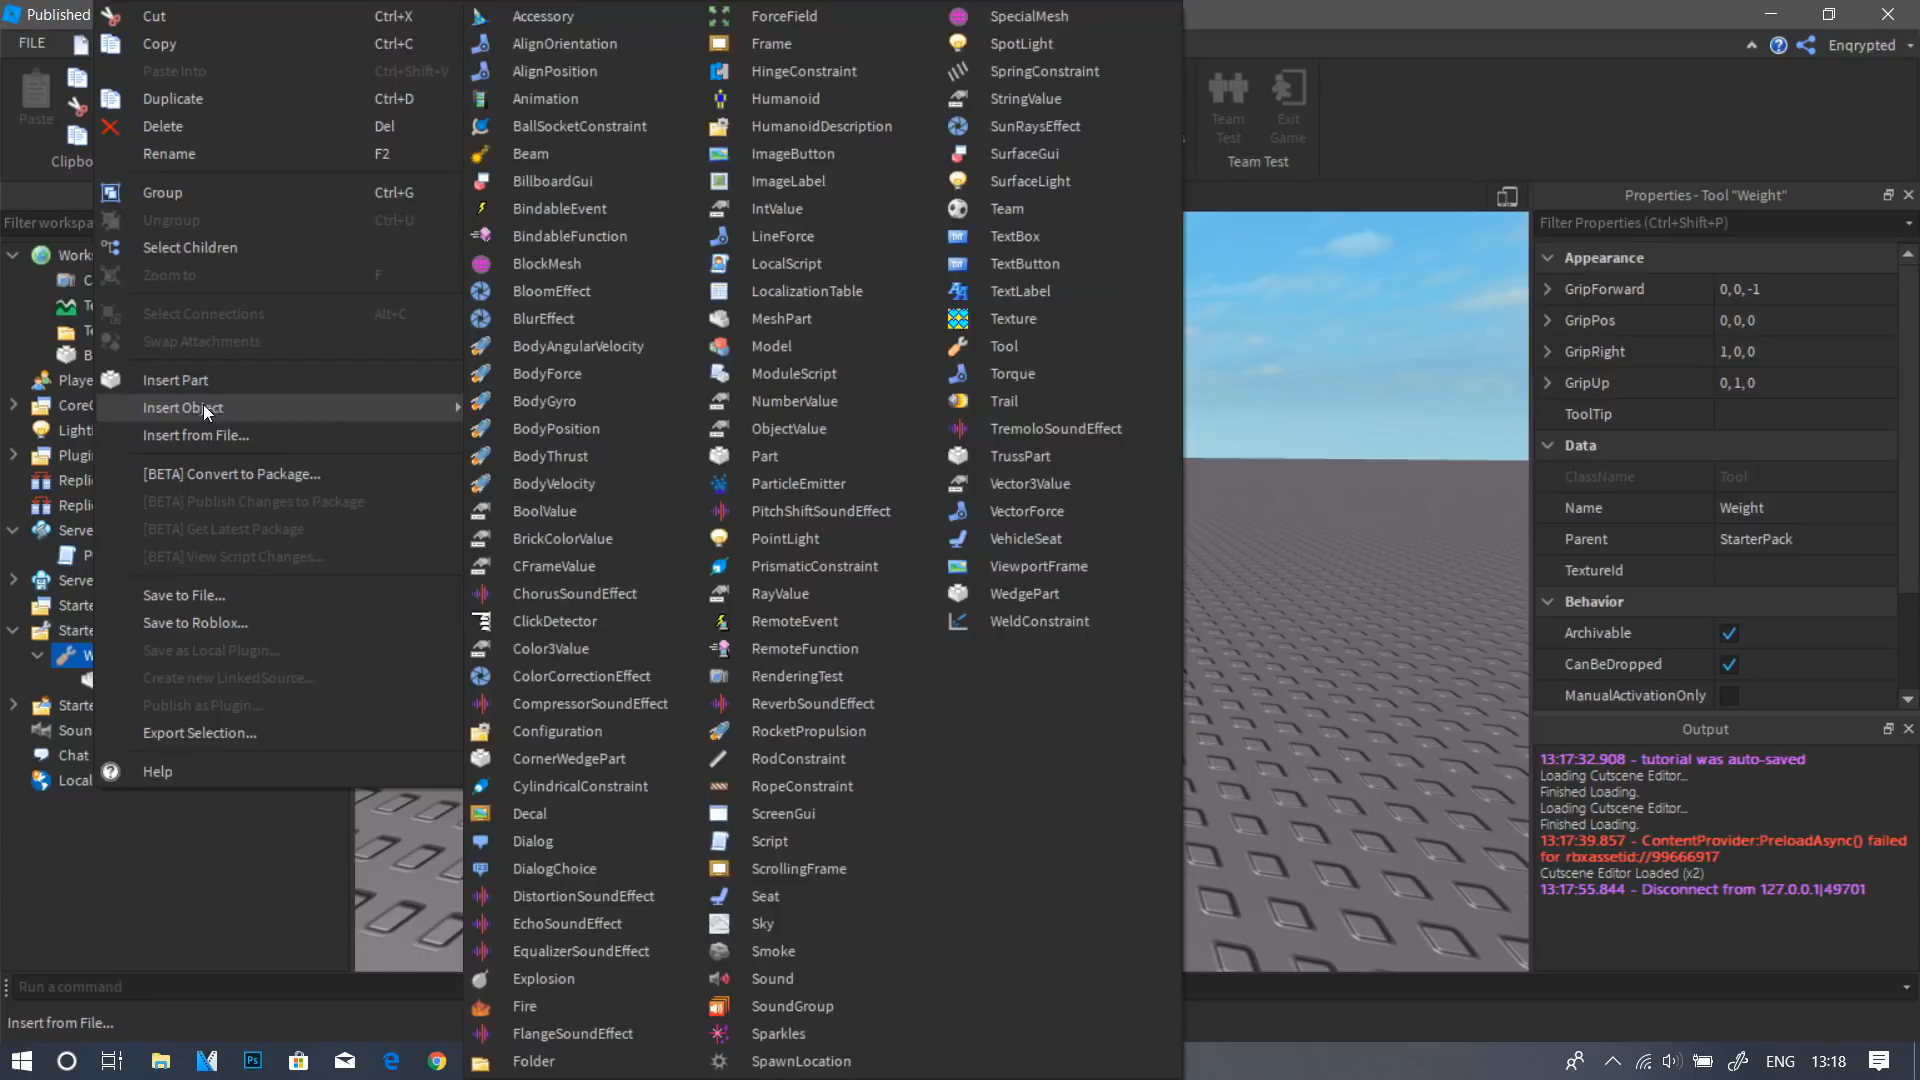 Published
FILE
Paste
Clipbo
Filter workspa
Works
C
Te
Te
B
Playe
CoreG
Lighti
Plugin
Repli
Repli
Serve
P
Serve
Starte
Starte
W
Starte
Soun
Chat
Local
Cut Ctrl+X
Copy Ctrl+C
Paste Into Ctrl+Shift+V
Duplicate Ctrl+D
Delete Del
Rename F2
Group Ctrl+G
Ungroup Ctrl+U
Select Children
Zoom to F
Select Connections Alt+C
Swap Attachments
Insert Part
Insert Object
Insert from File...
[BETA] Convert to Package...
[BETA] Publish Changes to Package
[BETA] Get Latest Package
[BETA] View Script Changes...
Save to File...
Save to Roblox...
Save as Local Plugin...
Create new LinkedSource...
Publish as Plugin...
Export Selection...
Help
Accessory
AlignOrientation
AlignPosition
Animation
BallSocketConstraint
Beam
BillboardGui
BindableEvent
BindableFunction
BlockMesh
BloomEffect
BlurEffect
BodyAngularVelocity
BodyForce
BodyGyro
BodyPosition
BodyThrust
BodyVelocity
BoolValue
BrickColorValue
CFrameValue
ChorusSoundEffect
ClickDetector
Color3Value
ColorCorrectionEffect
CompressorSoundEffect
Configuration
CornerWedgePart
CylindricalConstraint
Decal
Dialog
DialogChoice
DistortionSoundEffect
EchoSoundEffect
EqualizerSoundEffect
Explosion
Fire
FlangeSoundEffect
Folder
ForceField
Frame
HingeConstraint
Humanoid
HumanoidDescription
ImageButton
ImageLabel
IntValue
LineForce
LocalScript
LocalizationTable
MeshPart
Model
ModuleScript
NumberValue
ObjectValue
Part
ParticleEmitter
PitchShiftSoundEffect
PointLight
PrismaticConstraint
RayValue
RemoteEvent
RemoteFunction
RenderingTest
ReverbSoundEffect
RocketPropulsion
RodConstraint
RopeConstraint
ScreenGui
Script
ScrollingFrame
Seat
Sky
Smoke
Sound
SoundGroup
Sparkles
SpawnLocation
SpecialMesh
SpotLight
SpringConstraint
StringValue
SunRaysEffect
SurfaceGui
SurfaceLight
Team
TextBox
TextButton
TextLabel
Texture
Tool
Torque
Trail
TremoloSoundEffect
TrussPart
Vector3Value
VectorForce
VehicleSeat
ViewportFrame
WedgePart
WeldConstraint
Enqrypted
Team
Test
Exit
Game
Team Test
Properties - Tool "Weight"
Filter Properties (Ctrl+Shift+P)
Appearance
GripForward 0,0,-1
GripPos 0,0,0
GripRight 1,0,0
GripUp 0,1,0
ToolTip
Data
ClassName Tool
Name Weight
Parent StarterPack
TextureId
Behavior
Archivable
CanBeDropped
ManualActivationOnly
Output
13:17:32.908 - tutorial was auto-saved
Loading Cutscene Editor...
Finished Loading.
Loading Cutscene Editor...
Finished Loading.
13:17:39.857 - ContentProvider:PreloadAsync() failed
for rbxassetid://99666917
Cutscene Editor Loaded (x2)
13:17:55.844 - Disconnect from 127.0.0.1|49701
Run a command
Insert from File...
Ps
ENG
13:18